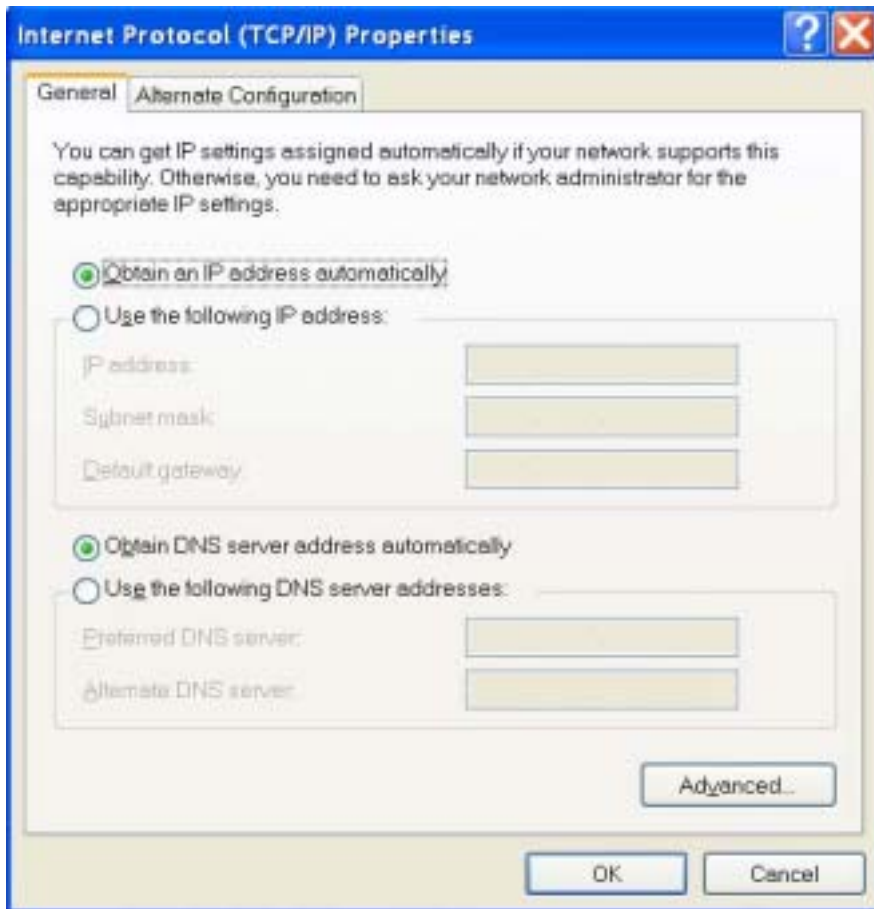 Internet Protocol (TCP/IP) Properties
General
Alternate Configuration
You can get IP settings assigned automatically if your network supports this
capability. Otherwise, you need to ask your network administrator for the
appropriate IP settings.
Obtain an IP address automatically
Use the following IP address:
IP address:
Subnet mask:
Default gateway:
Obtain DNS server address automatically
Use the following DNS server addresses:
Preferred DNS server:
Alternate DNS server:
Advanced...
OK
Cancel